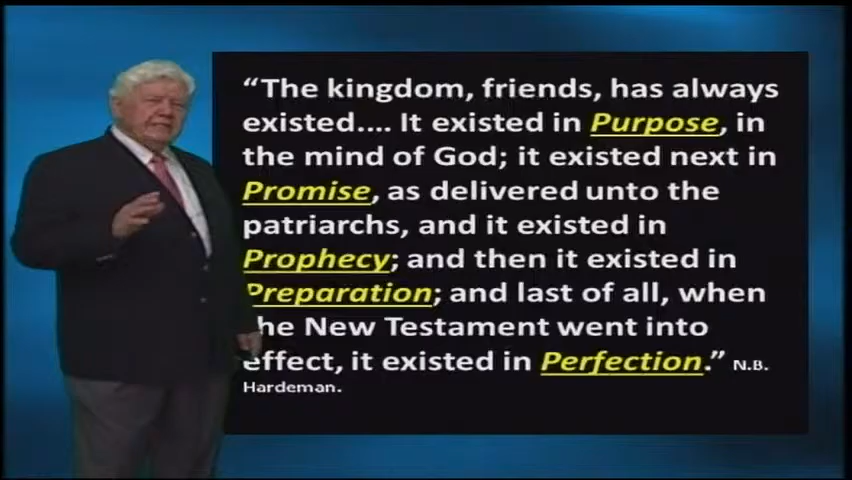 “The kingdom, friends, has always
existed.... It existed in Purpose, in
the mind of God; it existed next in
Promise, as delivered unto the
patriarchs, and it existed in
Prophecy; and then it existed in
Preparation; and last of all, when
he New Testament went into
effect, it existed in Perfection.” N.B.
Hardeman.